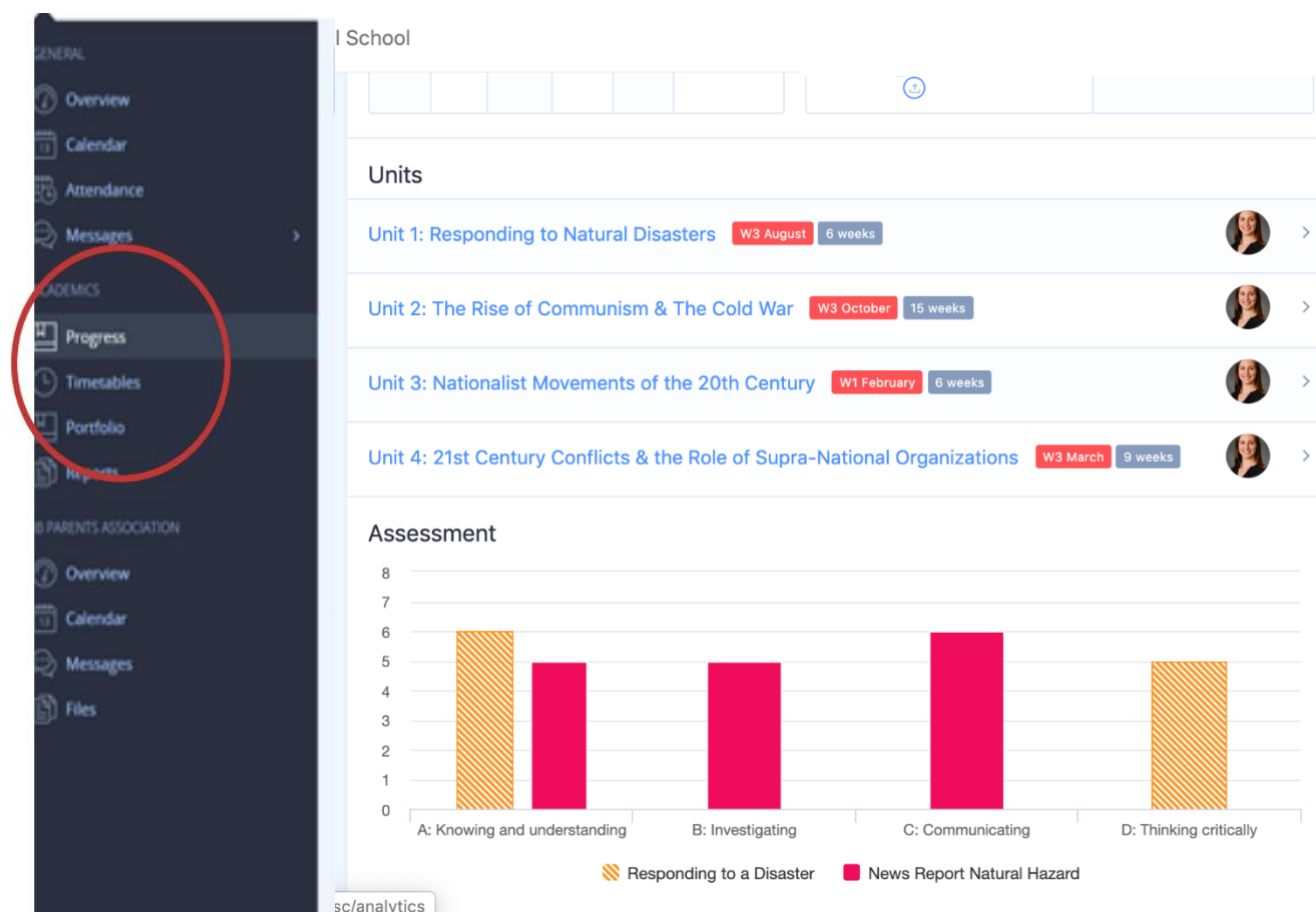 l School
GENERAL
Overview
13
Calendar
Attendance
Messages
ACADEMICS
Progress
Timetables
Portfolio
Reports
IB PARENTS ASSOCIATION
Overview
13
Calendar
Messages
Files
Units
Unit 1: Responding to Natural Disasters W3 August 6 weeks
Unit 2: The Rise of Communism & The Cold War W3 October 15 weeks
Unit 3: Nationalist Movements of the 20th Century W1 February 6 weeks
Unit 4: 21st Century Conflicts & the Role of Supra-National Organizations W3 March 9 weeks
Assessment
8
7
6
5
4
3
2
1
0
A: Knowing and understanding B: Investigating C: Communicating D: Thinking critically
Responding to a Disaster News Report Natural Hazard
sc/analytics